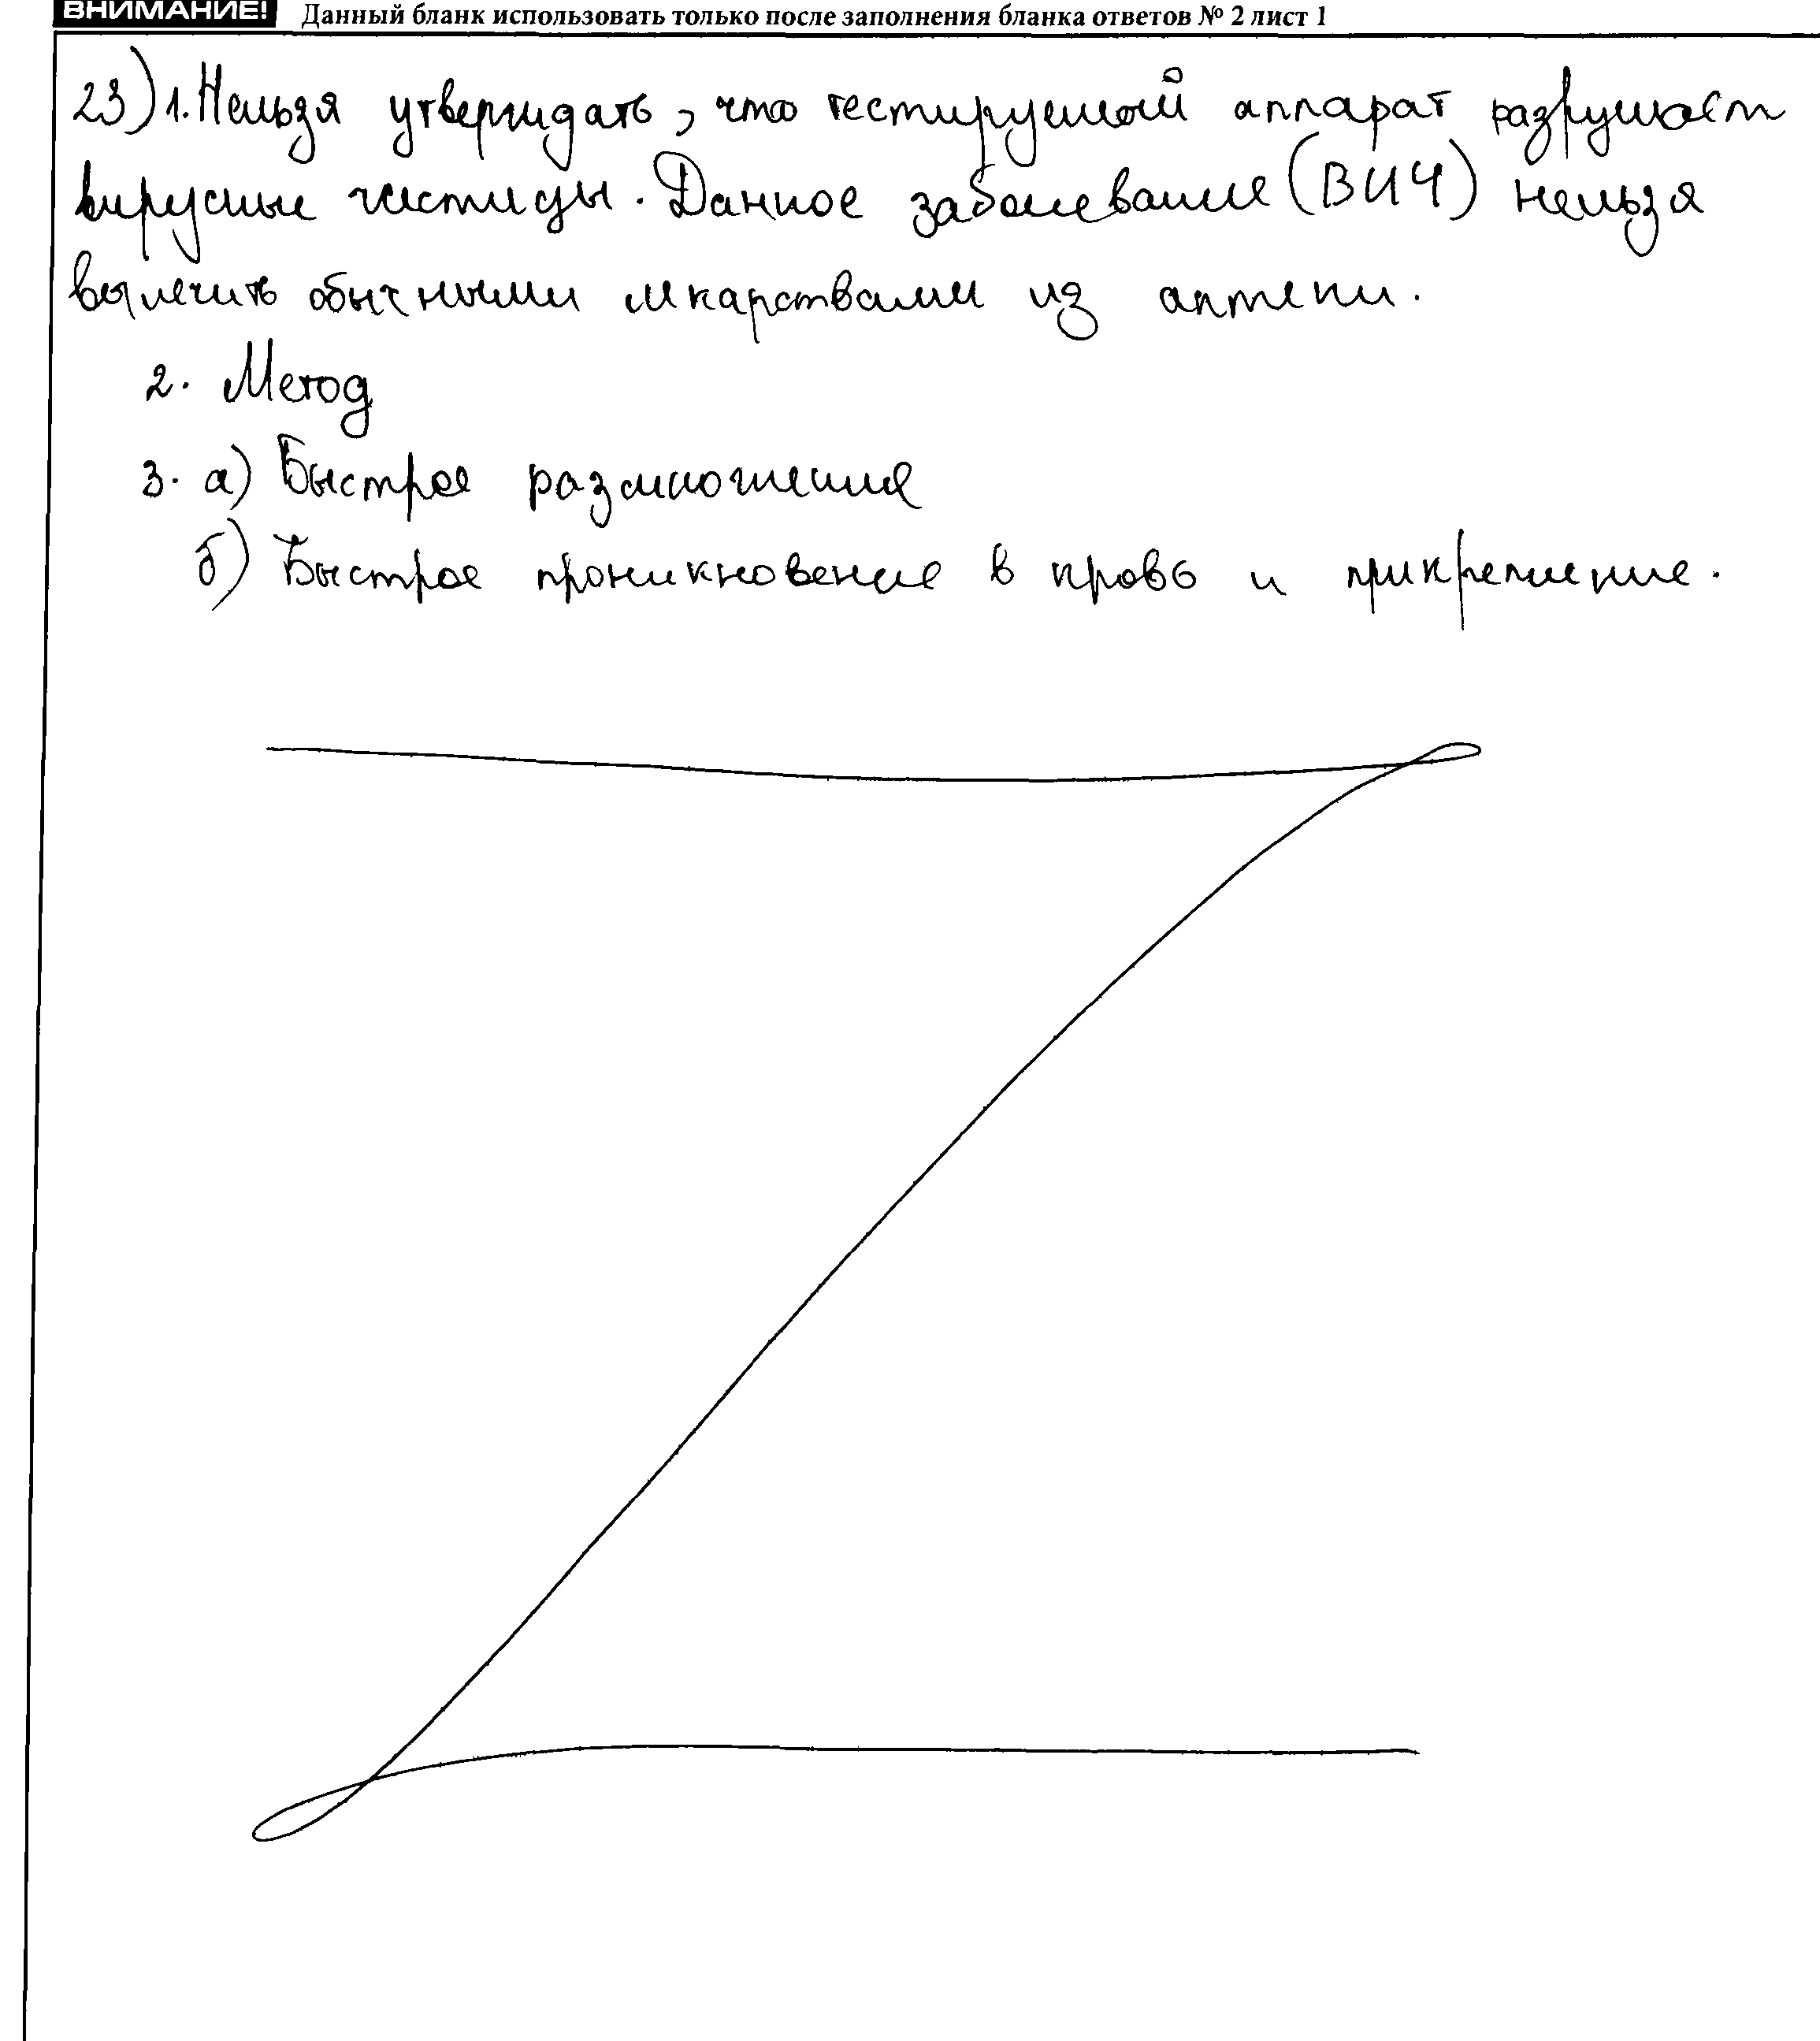 ВНИМАНИЕ! Данный бланк использовать только после заполнения бланка ответов № 2 лист 1
23) 1. Нельзя утверждать, что тестируемый аппарат разрушает
вирусные частицы. Данное заболевание (ВИЧ) нельзя
вылечить обычными лекарствами из аптеки.
2. Метод
3. а) Быстрое размножение
б) Быстрое проникновение в кровь и прикрепление.